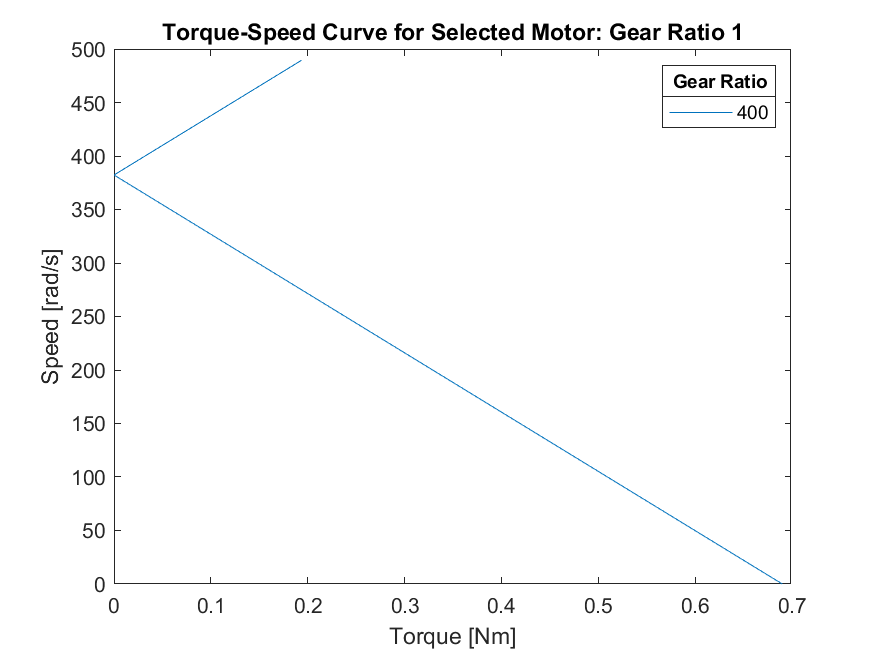 Torque-Speed Curve for Selected Motor: Gear Ratio 1
Gear Ratio
400
500
450
400
350
300
250
200
150
100
50
0
Speed [rad/s]
0 0.1 0.2 0.3 0.4 0.5 0.6 0.7
Torque [Nm]